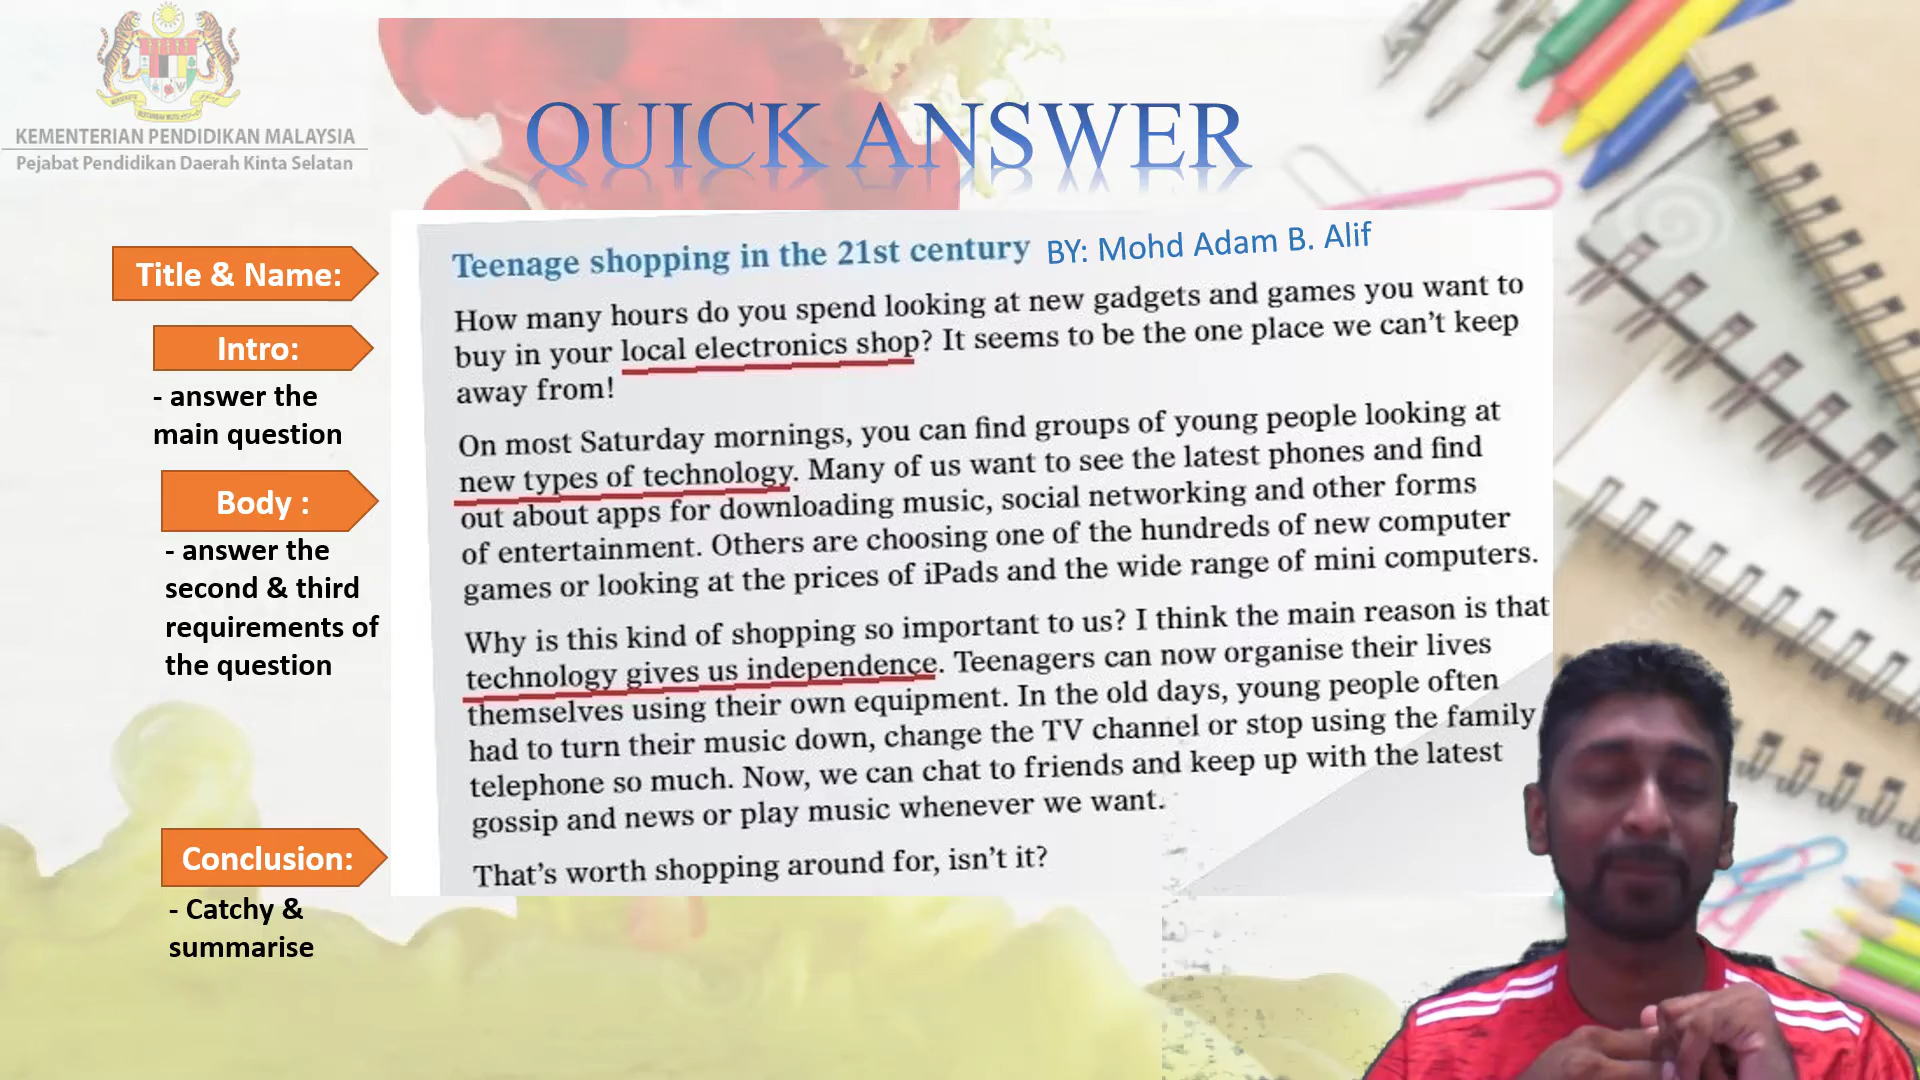 KEMENTERIAN PENDIDIKAN MALAYSIA
Pejabat Pendidikan Daerah Kinta Selatan
QUICK ANSWER
Title & Name:
Intro:
- answer the
main question
Body :
- answer the
second & third
requirements of
the question
Conclusion:
- Catchy &
summarise
Teenage shopping in the 21st century BY: Mohd Adam B. Alif
How many hours do you spend looking at new gadgets and games you want to
buy in your local electronics shop? It seems to be the one place we can't keep
away from!
On most Saturday mornings, you can find groups of young people looking at
new types of technology. Many of us want to see the latest phones and find
out about apps for downloading music, social networking and other forms
of entertainment. Others are choosing one of the hundreds of new computer
games or looking at the prices of iPads and the wide range of mini computers.
Why is this kind of shopping so important to us? I think the main reason is that
technology gives us independence. Teenagers can now organise their lives
themselves using their own equipment. In the old days, young people often
had to turn their music down, change the TV channel or stop using the family
telephone so much. Now, we can chat to friends and keep up with the latest
gossip and news or play music whenever we want.
That's worth shopping around for, isn't it?